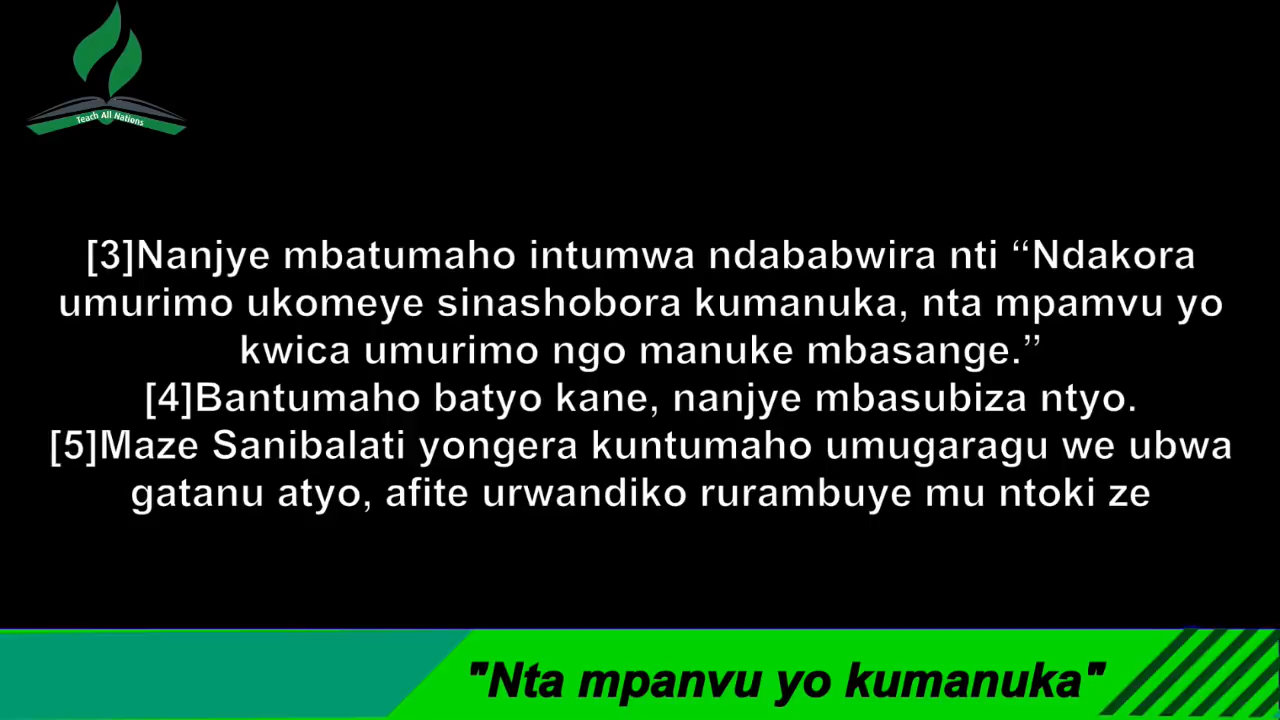 Teach All Nations
[3]Nanjye mbatumaho intumwa ndababwira nti “Ndakora
umurimo ukomeye sinashobora kumanuka, nta mpamvu yo
kwica umurimo ngo manuke mbasange.”
[4]Bantumaho batyo kane, nanjye mbasubiza ntyo.
[5]Maze Sanibalati yongera kuntumaho umugaragu we ubwa
gatanu atyo, afite urwandiko rurambuye mu ntoki ze
"Nta mpanvu yo kumanuka"